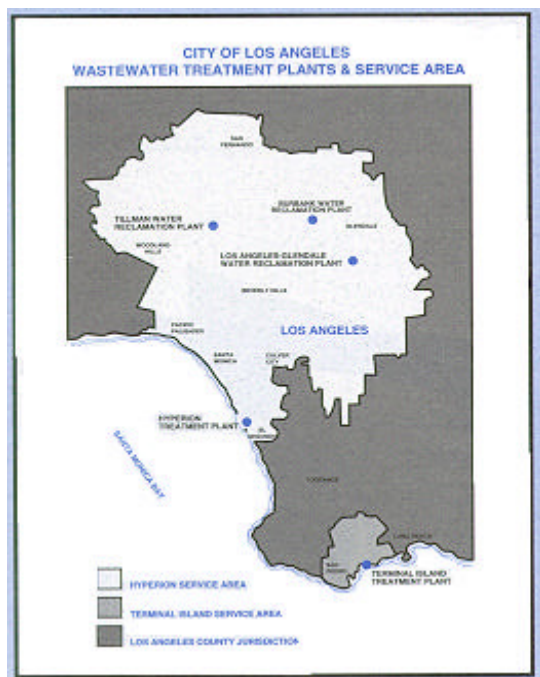 CITY OF LOS ANGELES
WASTEWATER TREATMENT PLANTS & SERVICE AREA
SAN
FERNANDO
BURBANK WATER
RECLAMATION PLANT
TILLMAN WATER
RECLAMATION PLANT
GLENDALE
WOODLAND
HILLS
LOS ANGELES-GLENDALE
WATER RECLAMATION PLANT
BEVERLY HILLS
PACIFIC
PALISADES
LOS ANGELES
SANTA
MONICA
CULVER
CITY
HYPERION
TREATMENT PLANT
EL
SEGUNDO
SANTA MONICA BAY
TORRANCE
LONG BEACH
SAN
PEDRO
TERMINAL ISLAND
TREATMENT PLANT
HYPERION SERVICE AREA
TERMINAL ISLAND SERVICE AREA
LOS ANGELES COUNTY JURISDICTION